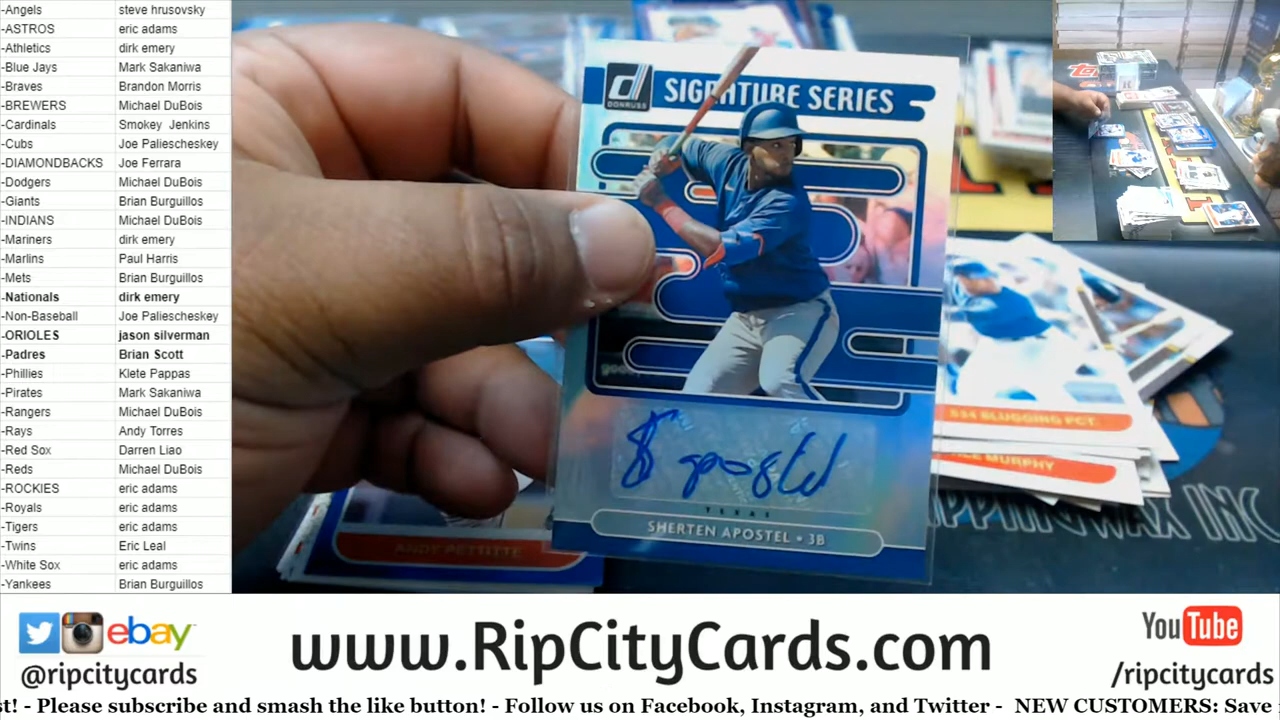 -Angels steve hrusovsky
-ASTROS eric adams
-Athletics dirk emery
-Blue Jays Mark Sakaniwa
-Braves Brandon Morris
-BREWERS Michael DuBois
-Cardinals Smokey Jenkins
-Cubs Joe Paliescheskey
-DIAMONDBACKS Joe Ferrara
-Dodgers Michael DuBois
-Giants Brian Burguillos
-INDIANS Michael DuBois
-Mariners dirk emery
-Marlins Paul Harris
-Mets Brian Burguillos
-Nationals dirk emery
-Non-Baseball Joe Paliescheskey
-ORIOLES jason silverman
-Padres Brian Scott
-Phillies Klete Pappas
-Pirates Mark Sakaniwa
-Rangers Michael DuBois
-Rays Andy Torres
-Red Sox Darren Liao
-Reds Michael DuBois
-ROCKIES eric adams
-Royals eric adams
-Tigers eric adams
-Twins Eric Leal
-White Sox eric adams
-Yankees Brian Burguillos
DONRUSS
SIGNATURE SERIES
TEXAS
SHERTEN APOSTEL • 3B
ANDY PETTITTE
SLUGGING PCT.
MURPHY
INC
ebay
@ripcitycards
www.RipCityCards.com
YouTube
/ripcitycards
st! - Please subscribe and smash the like button! - Follow us on Facebook, Instagram, and Twitter - NEW CUSTOMERS: Save